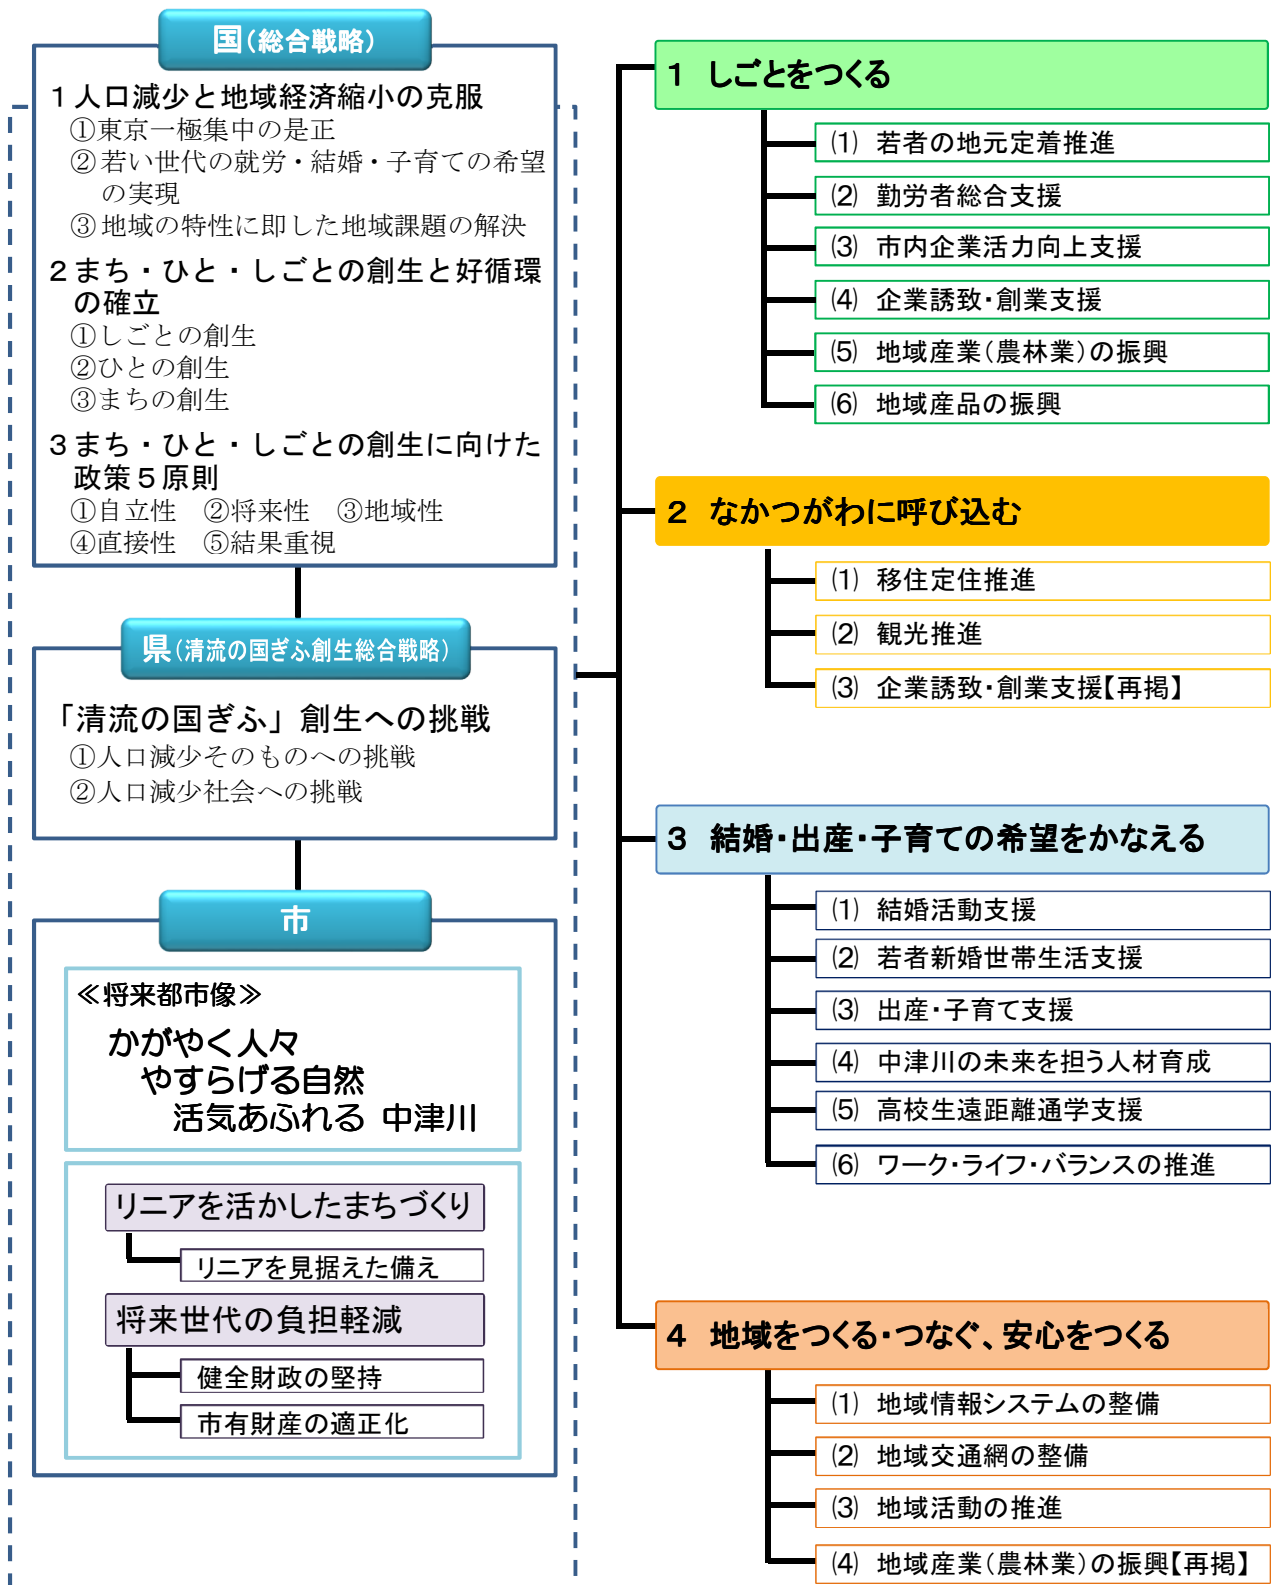 国(総合戦略)
1 人口減少と地域経済縮小の克服
①東京一極集中の是正
②若い世代の就労・結婚・子育ての希望
の実現
③地域の特性に即した地域課題の解決
2 まち・ひと・しごとの創生と好循環
の確立
①しごとの創生
②ひとの創生
③まちの創生
3 まち・ひと・しごとの創生に向けた
政策5原則
①自立性 ②将来性 ③地域性
④直接性 ⑤結果重視
県(清流の国ぎふ創生総合戦略)
「清流の国ぎふ」創生への挑戦
①人口減少そのものへの挑戦
②人口減少社会への挑戦
市
≪将来都市像≫
かがやく人々
やすらげる自然
活気あふれる 中津川
リニアを活かしたまちづくり
リニアを見据えた備え
将来世代の負担軽減
健全財政の堅持
市有財産の適正化
1 しごとをつくる
⑴ 若者の地元定着推進
⑵ 勤労者総合支援
⑶ 市内企業活力向上支援
⑷ 企業誘致・創業支援
⑸ 地域産業(農林業)の振興
⑹ 地域産品の振興
2 なかつがわに呼び込む
⑴ 移住定住推進
⑵ 観光推進
⑶ 企業誘致・創業支援【再掲】
3 結婚・出産・子育ての希望をかなえる
⑴ 結婚活動支援
⑵ 若者新婚世帯生活支援
⑶ 出産・子育て支援
⑷ 中津川の未来を担う人材育成
⑸ 高校生遠距離通学支援
⑹ ワーク・ライフ・バランスの推進
4 地域をつくる・つなぐ、安心をつくる
⑴ 地域情報システムの整備
⑵ 地域交通網の整備
⑶ 地域活動の推進
⑷ 地域産業(農林業)の振興【再掲】